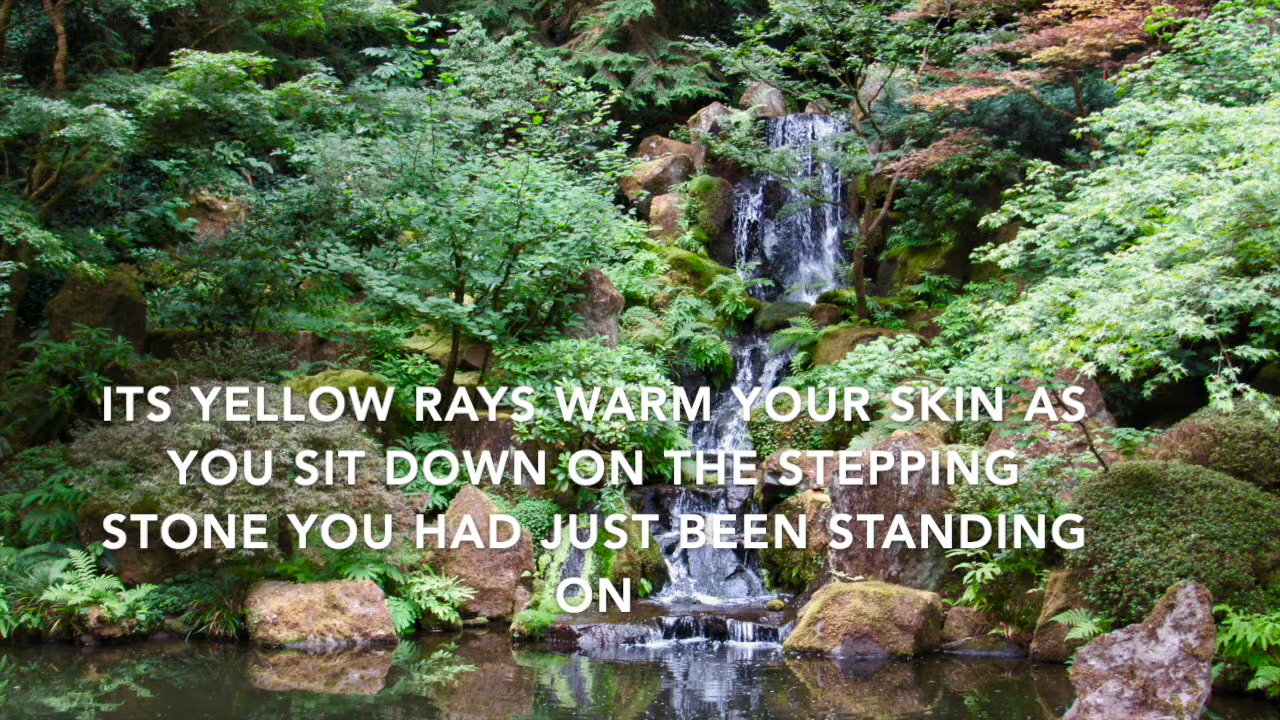 ITS YELLOW RAYS WARM YOUR SKIN AS
YOU SIT DOWN ON THE STEPPING
STONE YOU HAD JUST BEEN STANDING
ON